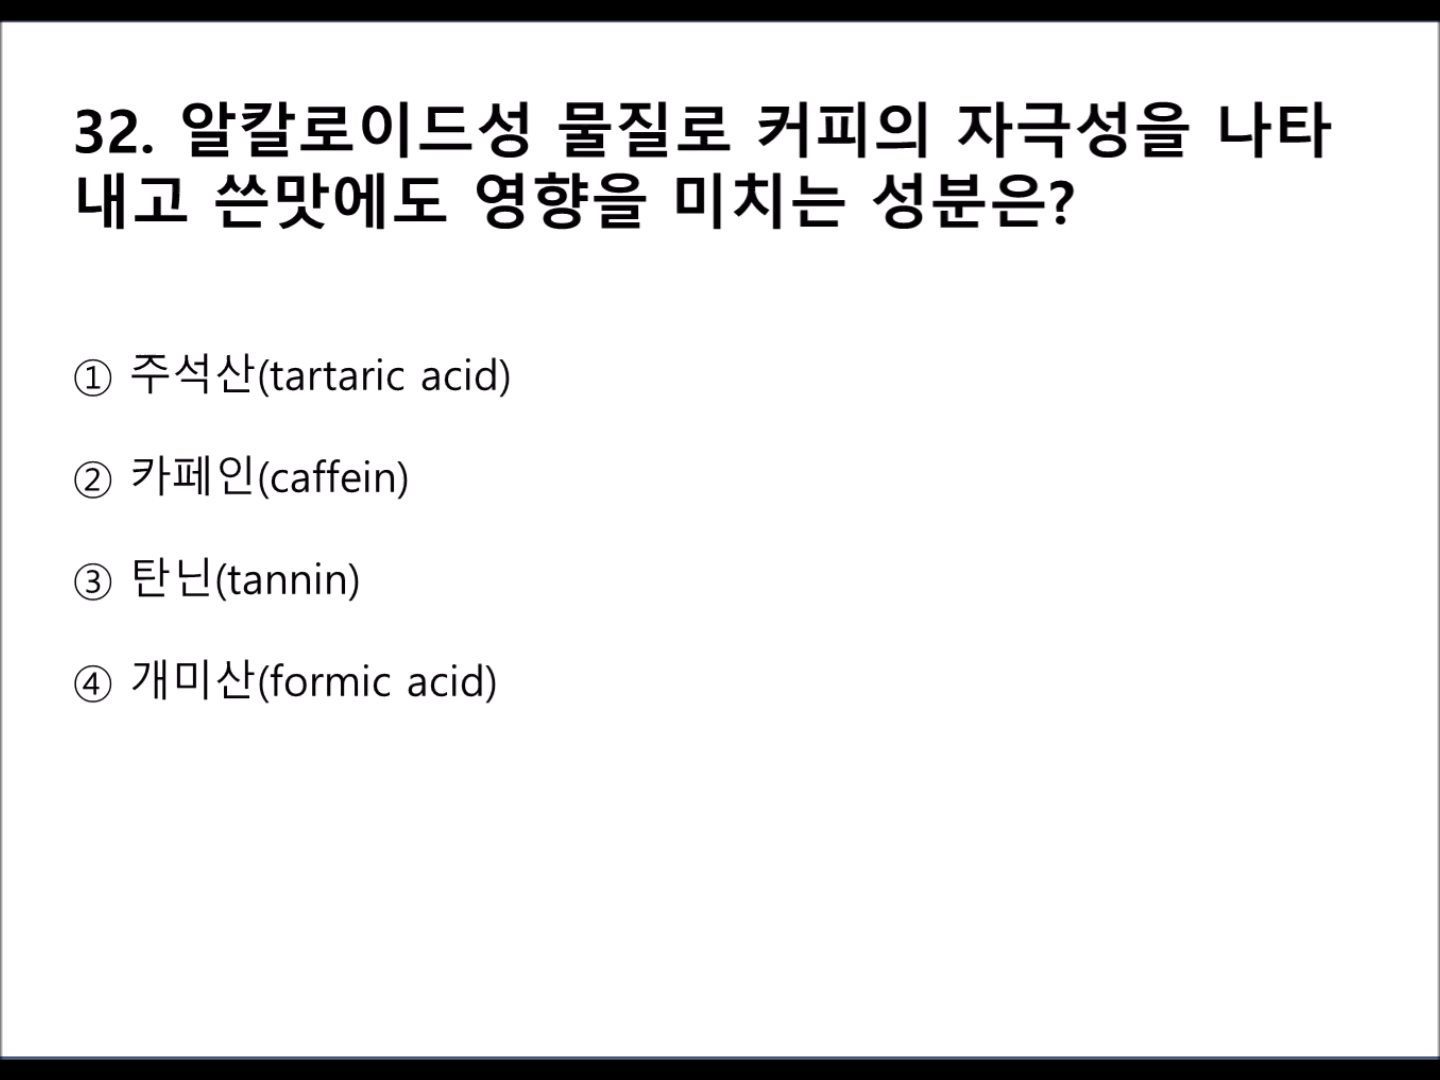 32. 알칼로이드성 물질로 커피의 자극성을 나타
내고 쓴맛에도 영향을 미치는 성분은?
① 주석산(tartaric acid)
② 카페인(caffein)
③ 탄닌(tannin)
④ 개미산(formic acid)